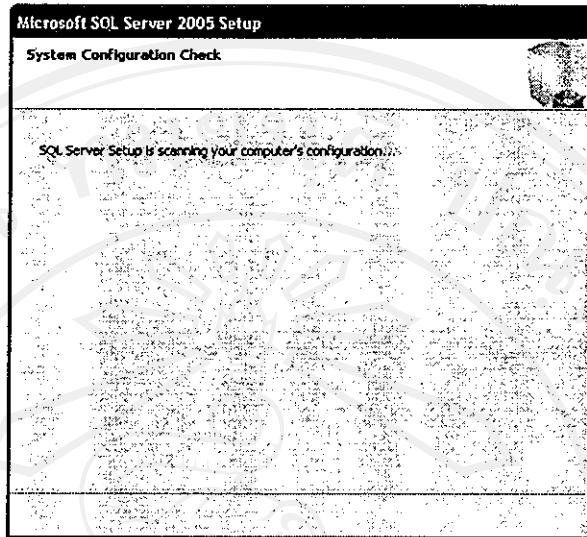 Microsoft SQL Server 2005 Setup
System Configuration Check
SQL Server Setup is scanning your computer's configuration...